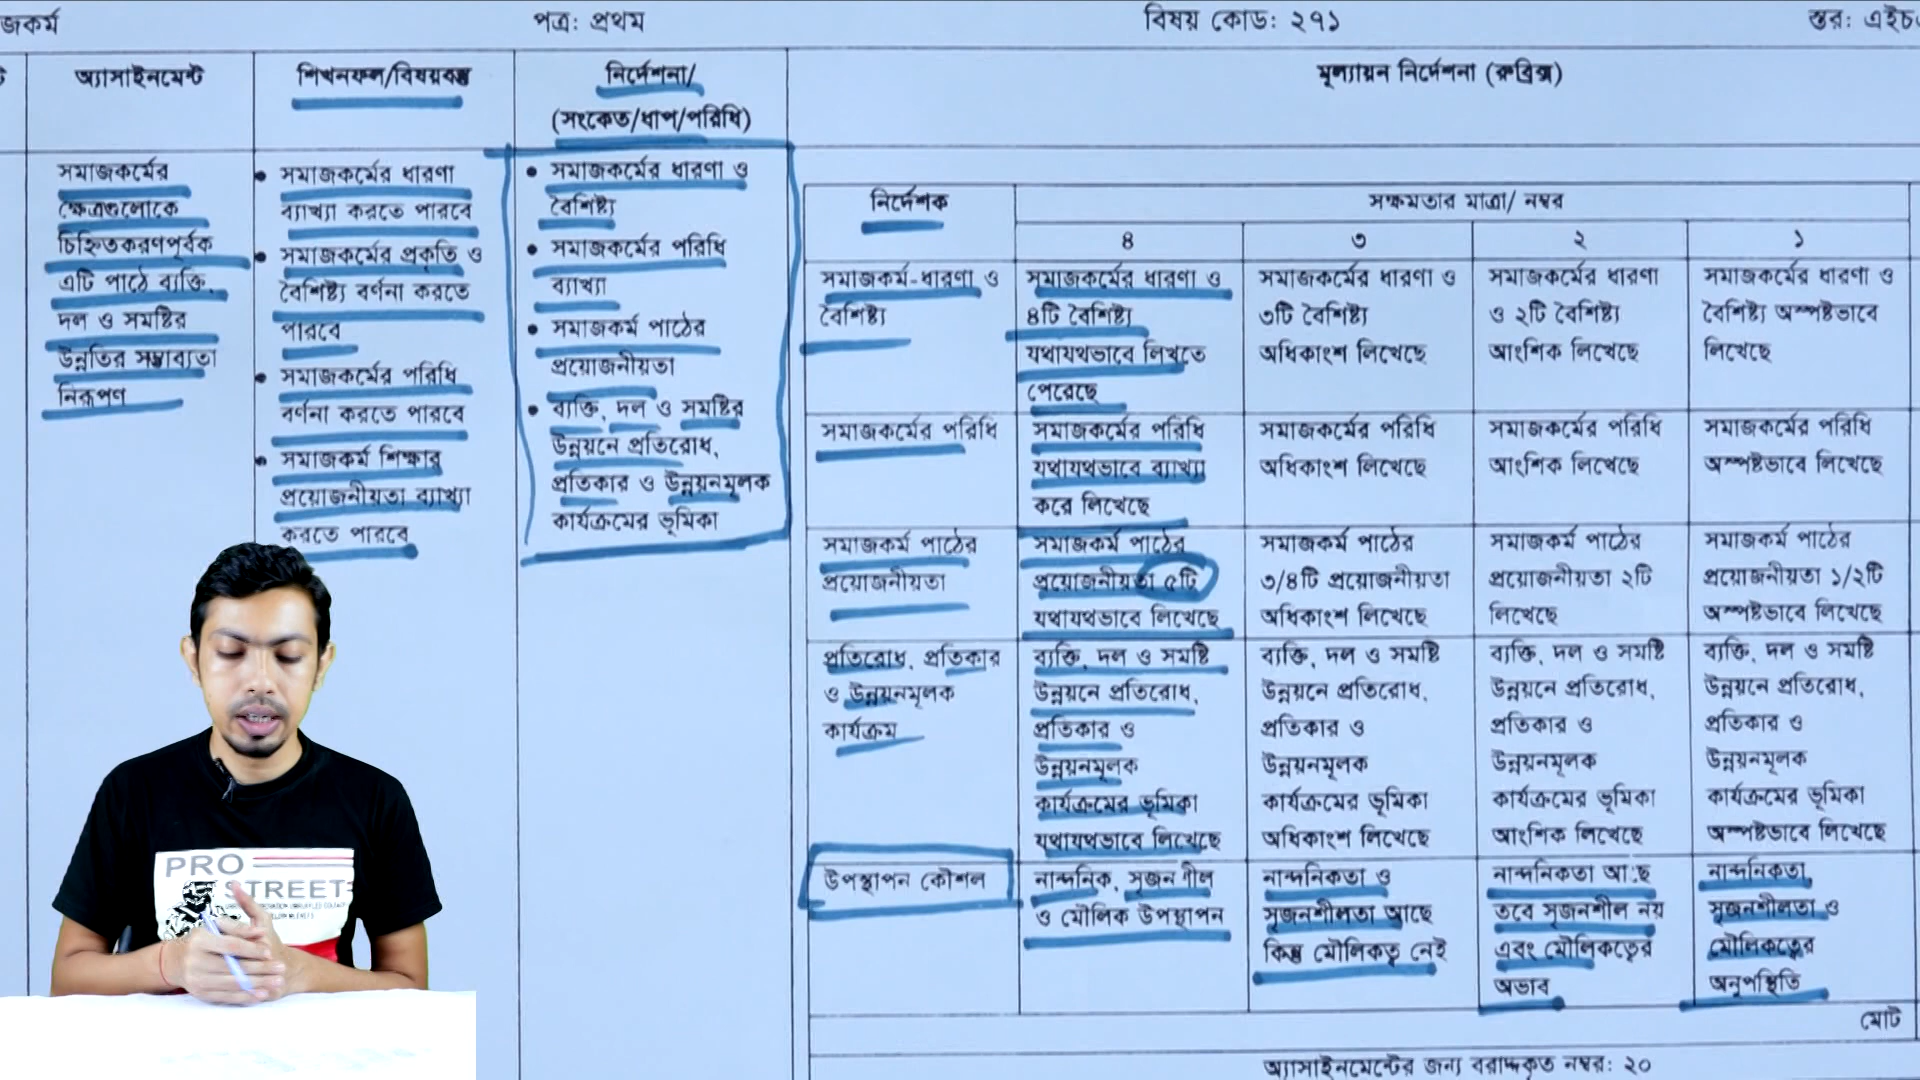 জকর্ম
পত্র: প্রথম
বিষয় কোড: ২৭১
স্তর: এইচ
অ্যাসাইনমেন্ট
শিখনফল/বিষয়বস্তু
নির্দেশনা/
(সংকেত/ধাপ/পরিধি)
মূল্যায়ন নির্দেশনা (রুব্রিক্স)
সমাজকর্মের
ক্ষেত্রগুলোকে
চিহ্নিতকরণপূর্বক
এটি পাঠে ব্যক্তি,
দল ও সমষ্টির
উন্নতির সম্ভাব্যতা
নিরূপণ
• সমাজকর্মের ধারণা
ব্যাখ্যা করতে পারবে
• সমাজকর্মের প্রকৃতি ও
বৈশিষ্ট্য বর্ণনা করতে
পারবে
• সমাজকর্মের পরিধি
বর্ণনা করতে পারবে
• সমাজকর্ম শিক্ষার
প্রয়োজনীয়তা ব্যাখ্যা
করতে পারবে
• সমাজকর্মের ধারণা ও
বৈশিষ্ট্য
• সমাজকর্মের পরিধি
ব্যাখ্যা
• সমাজকর্ম পাঠের
প্রয়োজনীয়তা
• ব্যক্তি, দল ও সমষ্টির
উন্নয়নে প্রতিরোধ,
প্রতিকার ও উন্নয়নমূলক
কার্যক্রমের ভূমিকা
নির্দেশক
সক্ষমতার মাত্রা/ নম্বর
৪
৩
২
১
সমাজকর্ম-ধারণা ও
বৈশিষ্ট্য
সমাজকর্মের ধারণা ও
৪টি বৈশিষ্ট্য
যথাযথভাবে লিখতে
পেরেছে
সমাজকর্মের ধারণা ও
৩টি বৈশিষ্ট্য
অধিকাংশ লিখেছে
সমাজকর্মের ধারণা
ও ২টি বৈশিষ্ট্য
আংশিক লিখেছে
সমাজকর্মের ধারণা ও
বৈশিষ্ট্য অস্পষ্টভাবে
লিখেছে
সমাজকর্মের পরিধি
সমাজকর্মের পরিধি
যথাযথভাবে ব্যাখ্যা
করে লিখেছে
সমাজকর্মের পরিধি
অধিকাংশ লিখেছে
সমাজকর্মের পরিধি
আংশিক লিখেছে
সমাজকর্মের পরিধি
অস্পষ্টভাবে লিখেছে
সমাজকর্ম পাঠের
প্রয়োজনীয়তা
সমাজকর্ম পাঠের
প্রয়োজনীয়তা ৫টি
যথাযথভাবে লিখেছে
সমাজকর্ম পাঠের
৩/৪টি প্রয়োজনীয়তা
অধিকাংশ লিখেছে
সমাজকর্ম পাঠের
প্রয়োজনীয়তা ২টি
লিখেছে
সমাজকর্ম পাঠের
প্রয়োজনীয়তা ১/২টি
অস্পষ্টভাবে লিখেছে
প্রতিরোধ, প্রতিকার
ও উন্নয়নমূলক
কার্যক্রম
ব্যক্তি, দল ও সমষ্টি
উন্নয়নে প্রতিরোধ,
প্রতিকার ও
উন্নয়নমূলক
কার্যক্রমের ভূমিকা
যথাযথভাবে লিখেছে
ব্যক্তি, দল ও সমষ্টি
উন্নয়নে প্রতিরোধ,
প্রতিকার ও
উন্নয়নমূলক
কার্যক্রমের ভূমিকা
অধিকাংশ লিখেছে
ব্যক্তি, দল ও সমষ্টি
উন্নয়নে প্রতিরোধ,
প্রতিকার ও
উন্নয়নমূলক
কার্যক্রমের ভূমিকা
আংশিক লিখেছে
ব্যক্তি, দল ও সমষ্টি
উন্নয়নে প্রতিরোধ,
প্রতিকার ও
উন্নয়নমূলক
কার্যক্রমের ভূমিকা
অস্পষ্টভাবে লিখেছে
উপস্থাপন কৌশল
নান্দনিক, সৃজনশীল
ও মৌলিক উপস্থাপন
নান্দনিকতা ও
সৃজনশীলতা আছে
কিন্তু মৌলিকত্ব নেই
নান্দনিকতা আছে
তবে সৃজনশীল নয়
এবং মৌলিকত্বের
অভাব
নান্দনিকতা,
সৃজনশীলতা ও
মৌলিকত্বের
অনুপস্থিতি
মোট
অ্যাসাইনমেন্টের জন্য বরাদ্দকৃত নম্বর: ২০
PRO
STREET